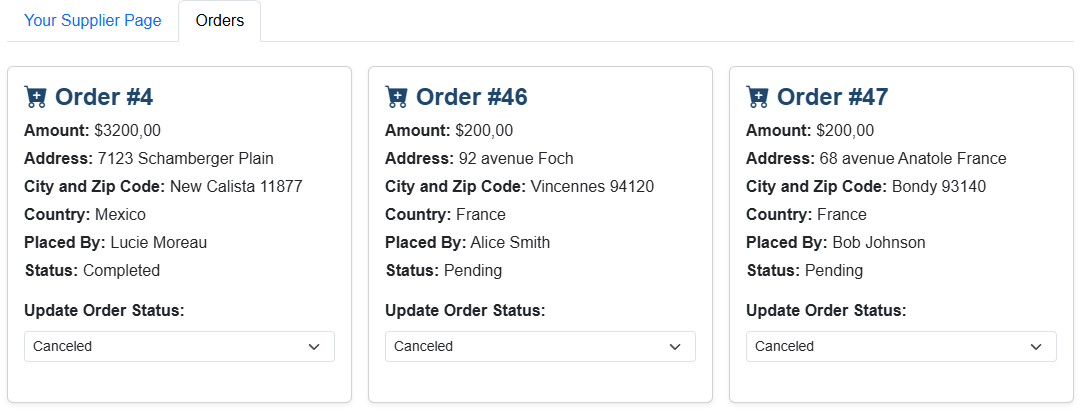 Your Supplier Page
Orders
Order #4
Amount: $3200,00
Address: 7123 Schamberger Plain
City and Zip Code: New Calista 11877
Country: Mexico
Placed By: Lucie Moreau
Status: Completed
Update Order Status:
Canceled
Order #46
Amount: $200,00
Address: 92 avenue Foch
City and Zip Code: Vincennes 94120
Country: France
Placed By: Alice Smith
Status: Pending
Update Order Status:
Canceled
Order #47
Amount: $200,00
Address: 68 avenue Anatole France
City and Zip Code: Bondy 93140
Country: France
Placed By: Bob Johnson
Status: Pending
Update Order Status:
Canceled